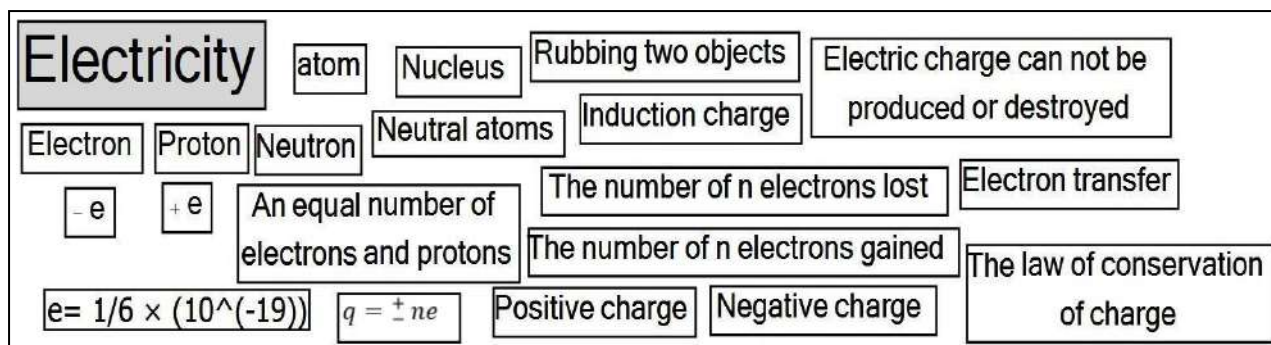 Electricity
atom
Nucleus
Rubbing two objects
Electric charge can not be
produced or destroyed
Electron
Proton
Neutron
Neutral atoms
Induction charge
- e
+ e
An equal number of
electrons and protons
The number of n electrons lost
Electron transfer
The number of n electrons gained
The law of conservation
of charge
e= 1/6 × (10^(-19))
q = ± ne
Positive charge
Negative charge